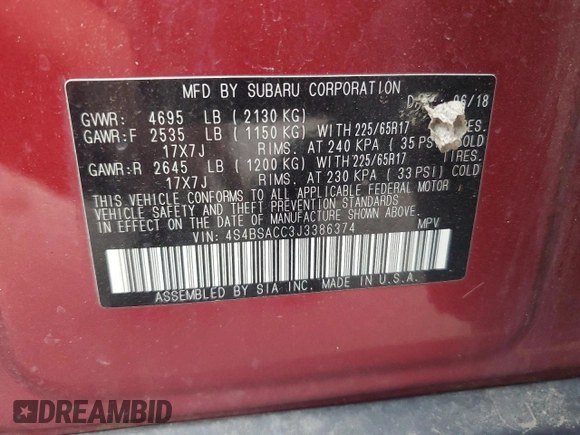 MFD BY SUBARU CORPORATION 06/18
GVWR: 4695 LB (2130 KG)
GAWR:F 2535 LB (1150 KG) WITH 225/65R17
17X7J RIMS. AT 240 KPA (35 PSI) COLD
GAWR:R 2645 LB (1200 KG) WITH 225/65R17 TIRES.
17X7J RIMS. AT 230 KPA (33 PSI) COLD
THIS VEHICLE CONFORMS TO ALL APPLICABLE FEDERAL MOTOR
VEHICLE SAFETY AND THEFT PREVENTION STANDARDS
IN EFFECT ON THE DATE OF MANUFACTURE SHOWN ABOVE.
VIN: 4S4BSACC3J3386374 MPV
ASSEMBLED BY SIA INC. MADE IN U.S.A.
DREAMBID